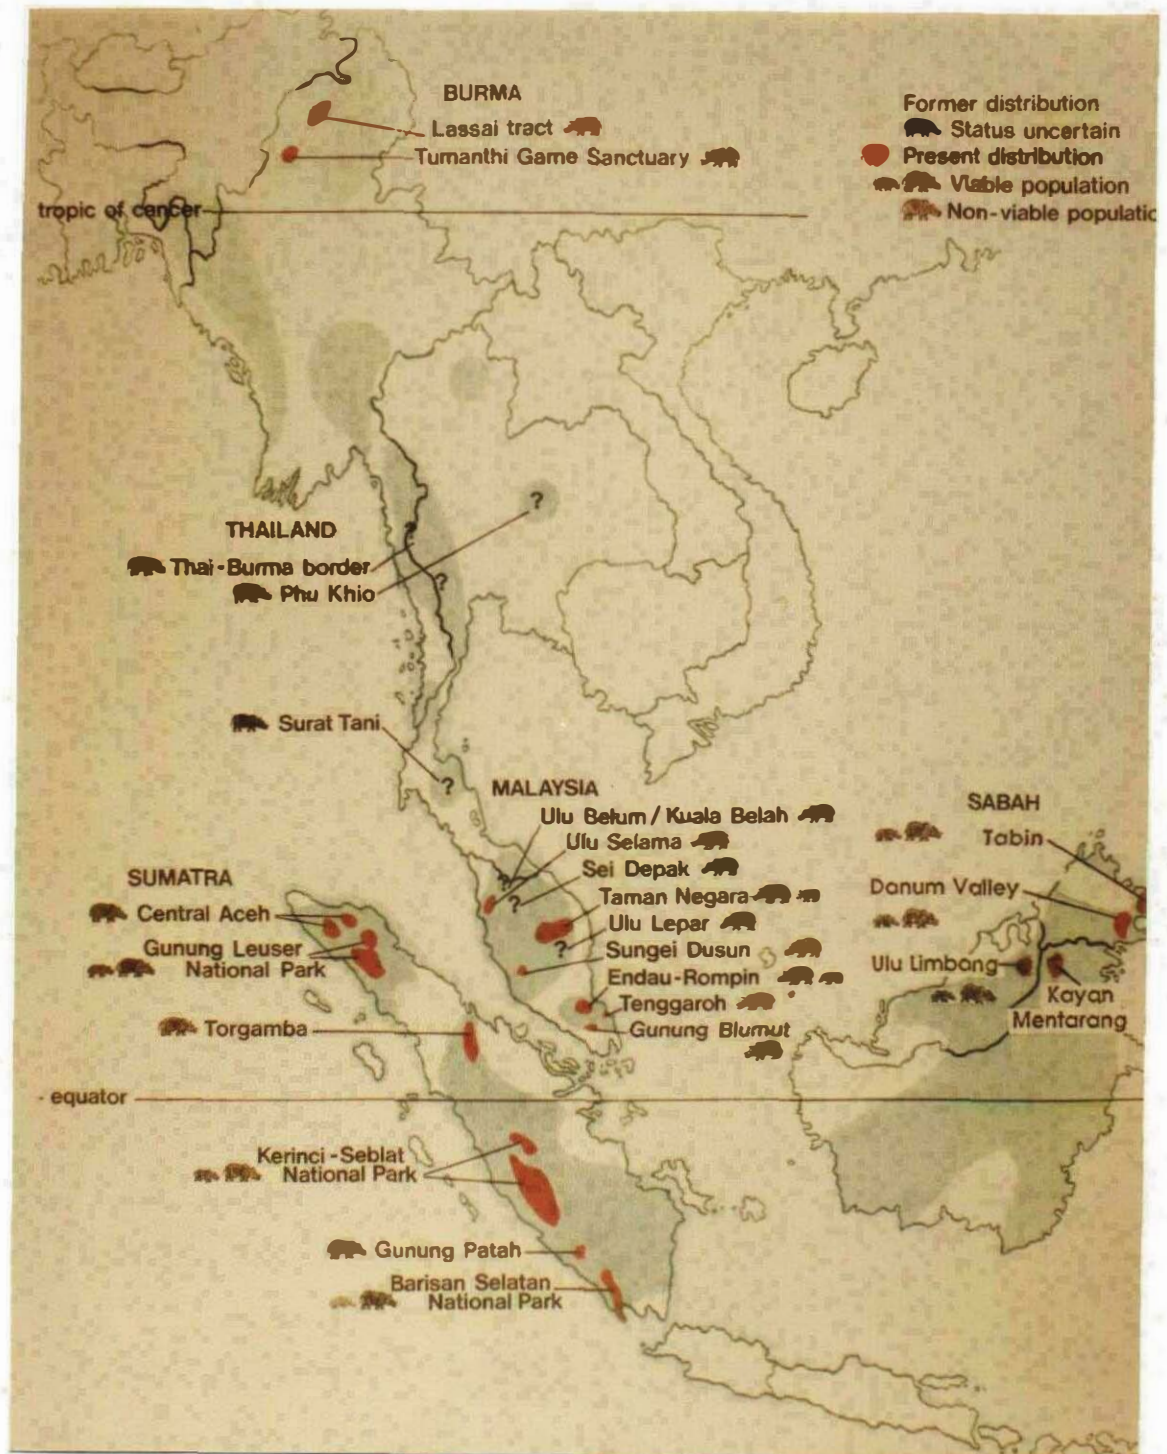 BURMA
Lassai tract
Tumanthi Game Sanctuary
Former distribution
Status uncertain
Present distribution
Viable population
Non-viable populatio
tropic of cancer
?
THAILAND
Thai-Burma border
Phu Khio
?
?
Surat Tani
?
MALAYSIA
Ulu Belum / Kuala Belah
Ulu Selama
Sei Depak
Taman Negara
Ulu Lepar
Sungei Dusun
Endau-Rompin
Tenggaroh
Gunung Blumut
?
?
?
SABAH
Tabin
Danum Valley
Ulu Limbang
Kayan
Mentarang
SUMATRA
Central Aceh
Gunung Leuser
National Park
Torgamba
equator
Kerinci-Seblat
National Park
Gunung Patah
Barisan Selatan
National Park